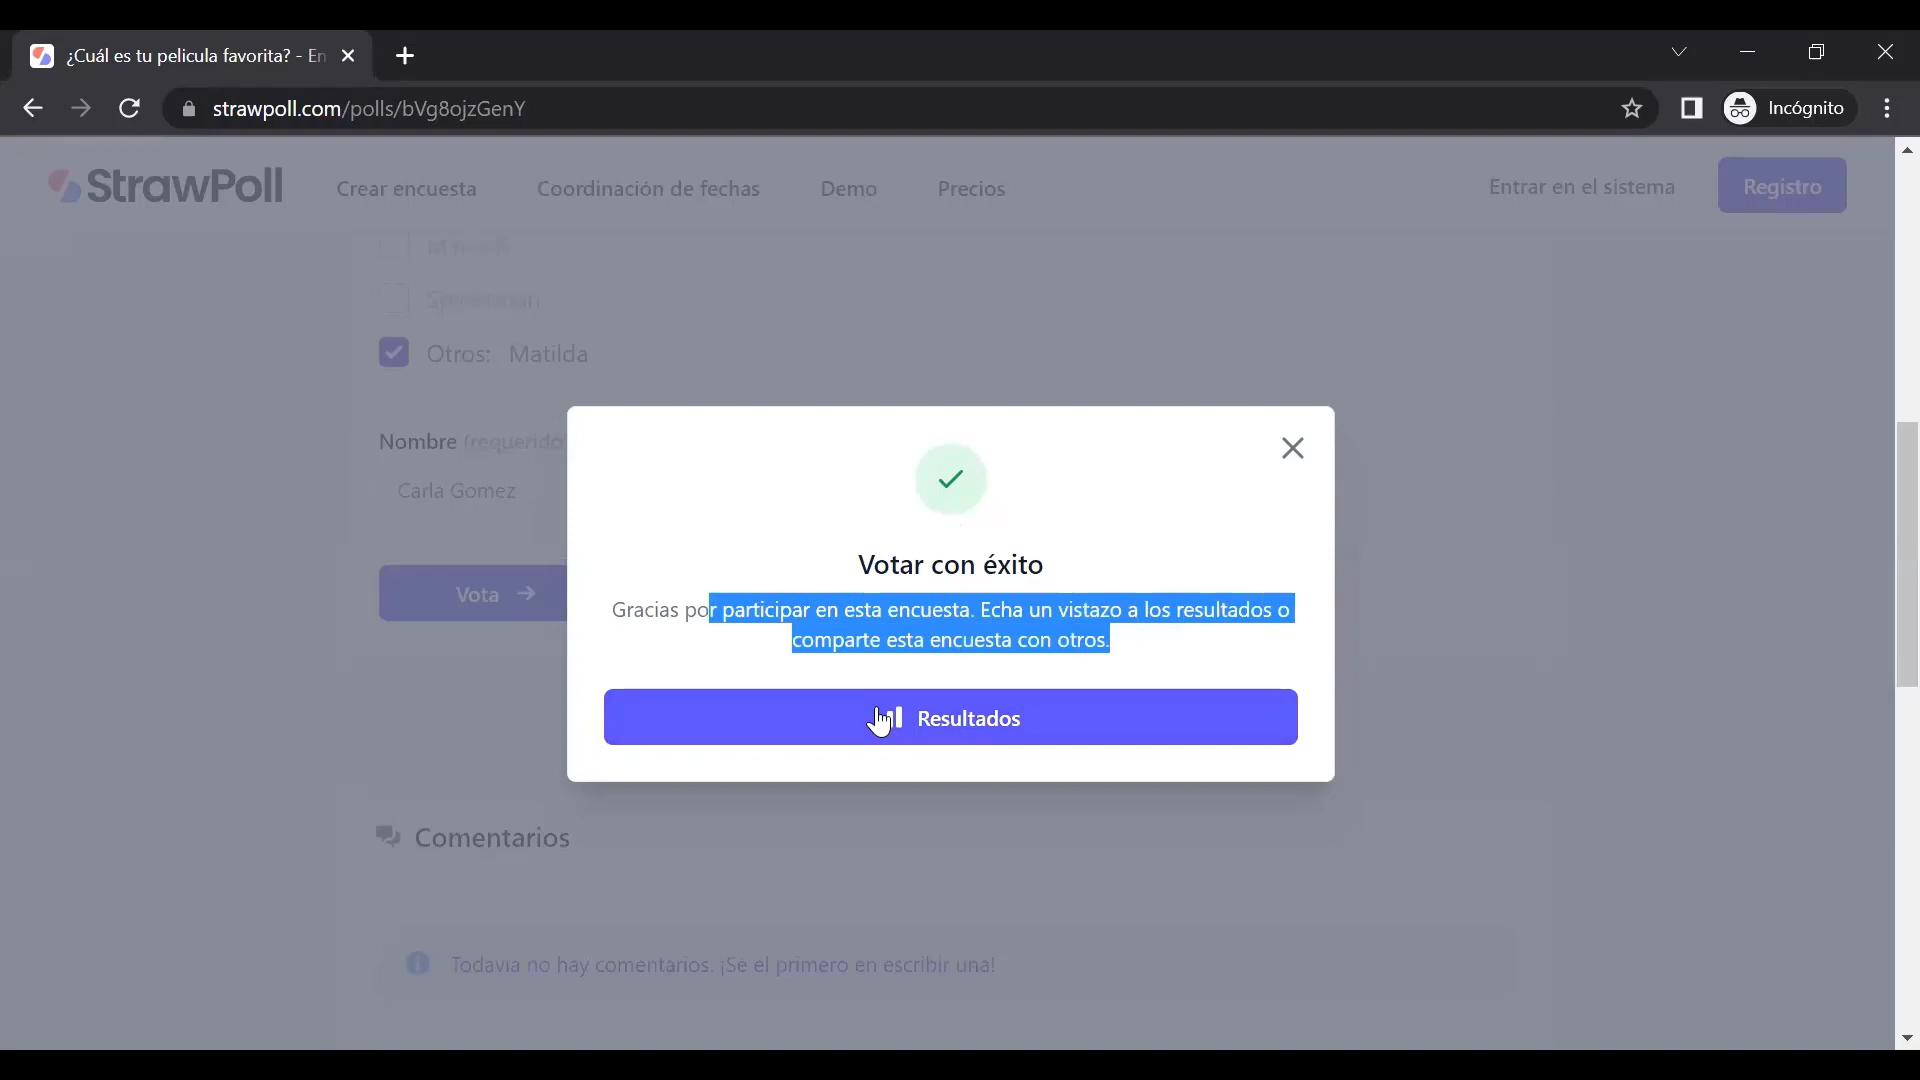 ¿Cuál es tu pelicula favorita? - En
strawpoll.com/polls/bVg8ojzGenY
Incógnito
StrawPoll
Crear encuesta
Coordinación de fechas
Demo
Precios
Entrar en el sistema
Registro
Otros: Matilda
Nombre (requerido
Carla Gomez
Vota
Votar con éxito
Gracias por participar en esta encuesta. Echa un vistazo a los resultados o
comparte esta encuesta con otros.
Resultados
Comentarios
Todavia no hay comentarios. ¡Se el primero en escribir una!